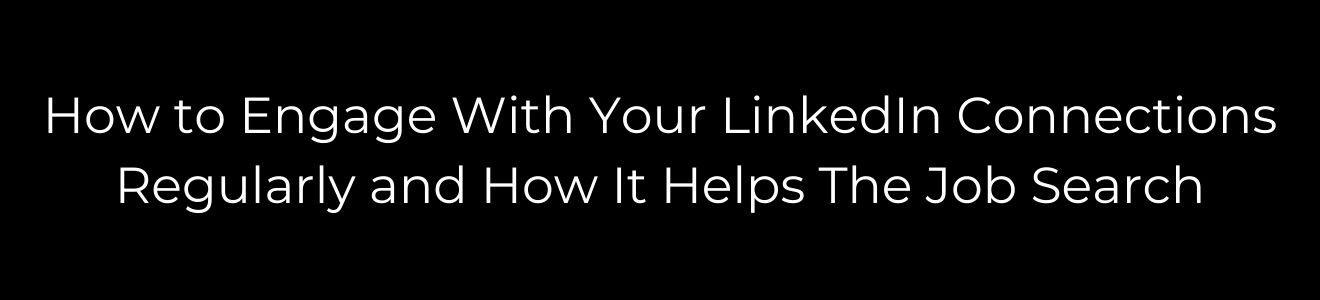 How to Engage With Your LinkedIn Connections
Regularly and How It Helps The Job Search